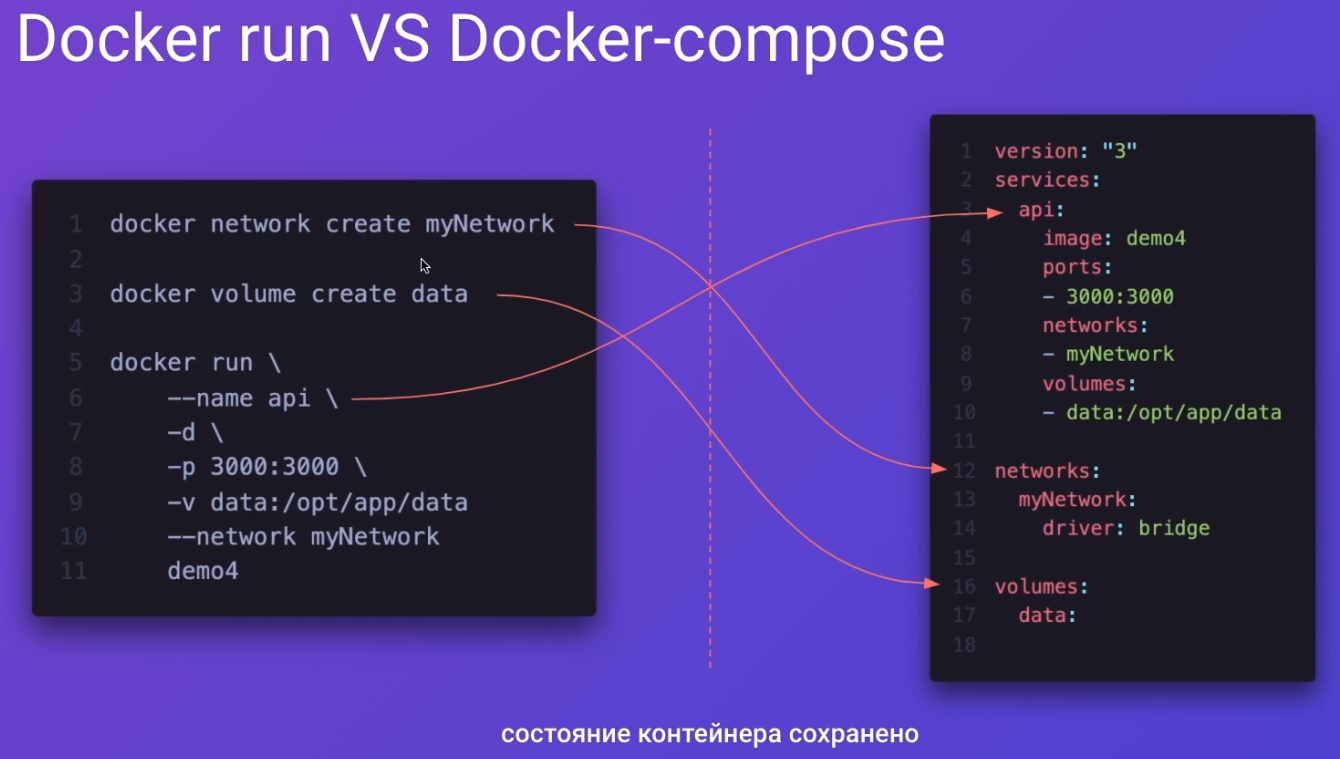 Docker run VS Docker-compose
1 docker network create myNetwork
2
3 docker volume create data
4
5 docker run \
6 --name api \
7 -d \
8 -p 3000:3000 \
9 -v data:/opt/app/data
10 --network myNetwork
11 demo4
1 version: "3"
2 services:
3 api:
4 image: demo4
5 ports:
6 - 3000:3000
7 networks:
8 - myNetwork
9 volumes:
10 - data:/opt/app/data
11
12 networks:
13 myNetwork:
14 driver: bridge
15
16 volumes:
17 data:
18
состояние контейнера сохранено